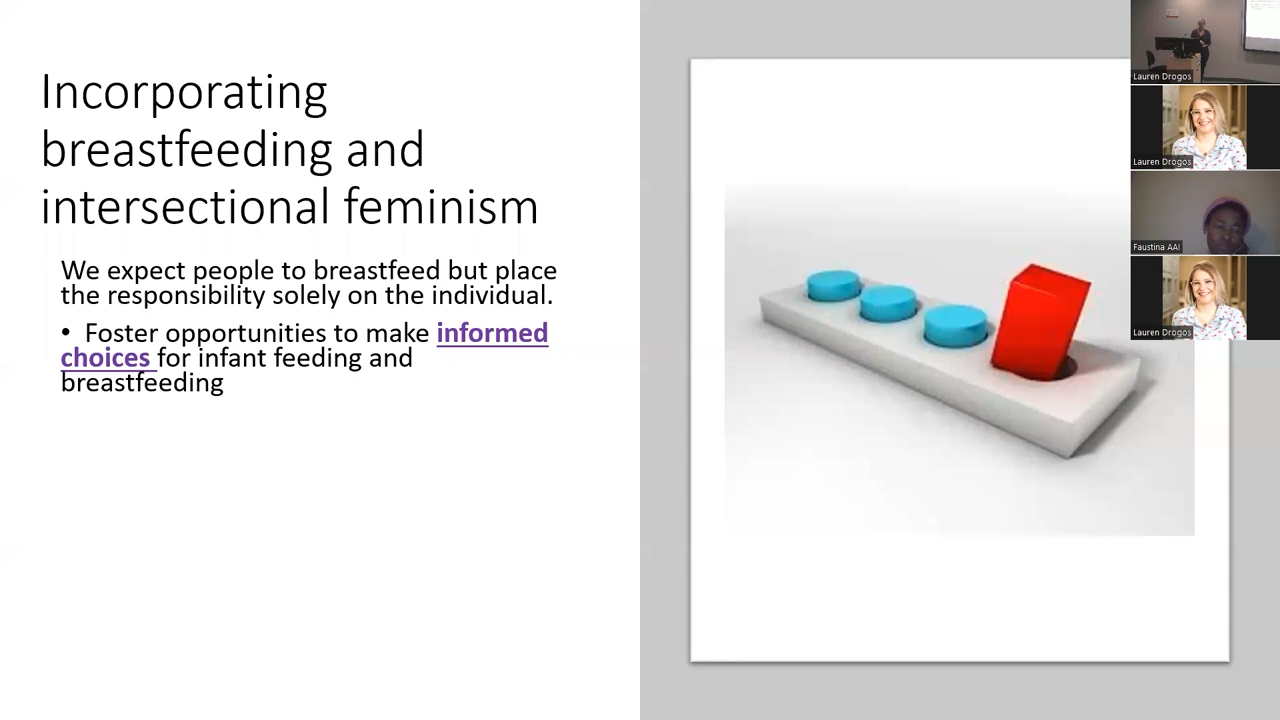 Incorporating
breastfeeding and
intersectional feminism
We expect people to breastfeed but place
the responsibility solely on the individual.
• Foster opportunities to make informed
choices for infant feeding and
breastfeeding
Lauren Drogos
Lauren Drogos
Faustina AAI
Lauren Drogos